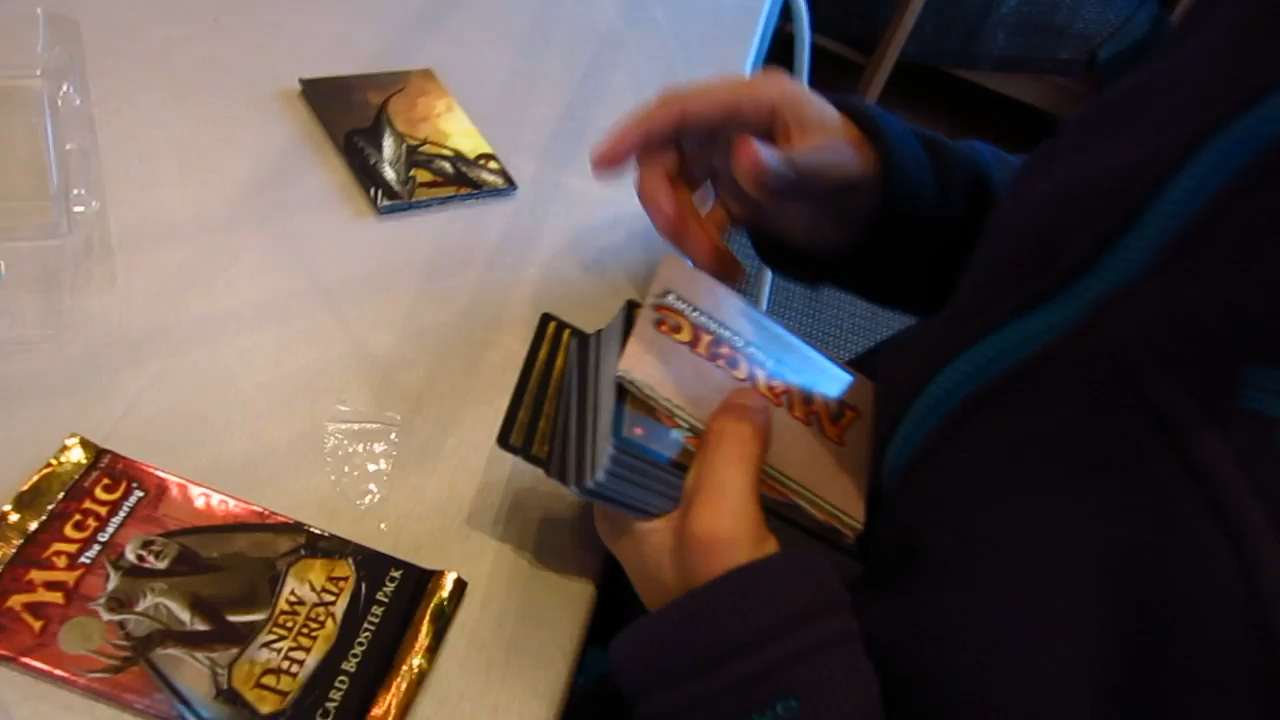 MAGIC
The Gathering®
NEW
PHYREXIA
CARD BOOSTER PACK
MAGIC